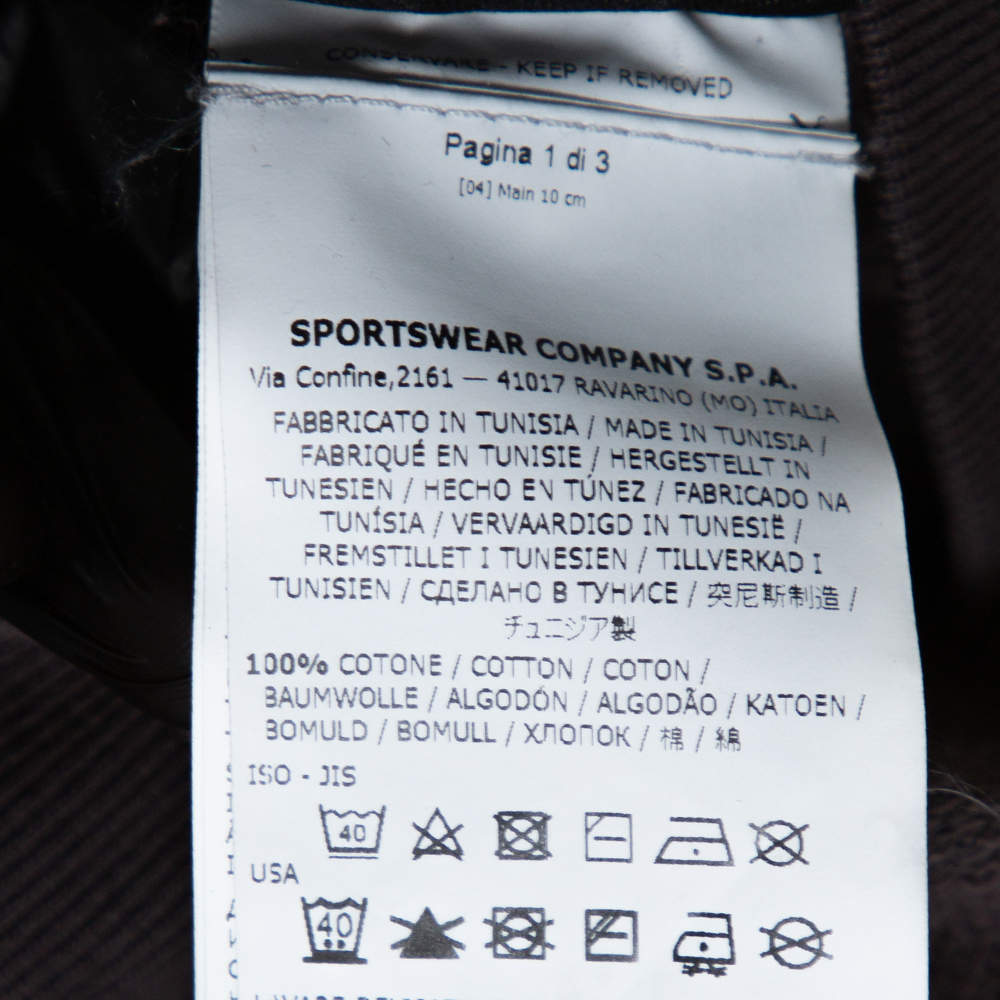 CONSERVARE - KEEP IF REMOVED
Pagina 1 di 3
[04] Main 10 cm
SPORTSWEAR COMPANY S.P.A.
Via Confine,2161 — 41017 RAVARINO (MO) ITALIA
FABBRICATO IN TUNISIA / MADE IN TUNISIA /
FABRIQUÉ EN TUNISIE / HERGESTELLT IN
TUNESIEN / HECHO EN TÚNEZ / FABRICADO NA
TUNÍSIA / VERVAARDIGD IN TUNESIË /
FREMSTILLET I TUNESIEN / TILLVERKAD I
TUNISIEN / СДЕЛАНО В ТУНИСЕ / 突尼斯制造 /
チュニジア製
100% COTONE / COTTON / COTON /
BAUMWOLLE / ALGODÓN / ALGODÃO / KATOEN /
BOMULD / BOMULL / ХЛОПОК / 棉 / 綿
ISO - JIS
40
USA
40